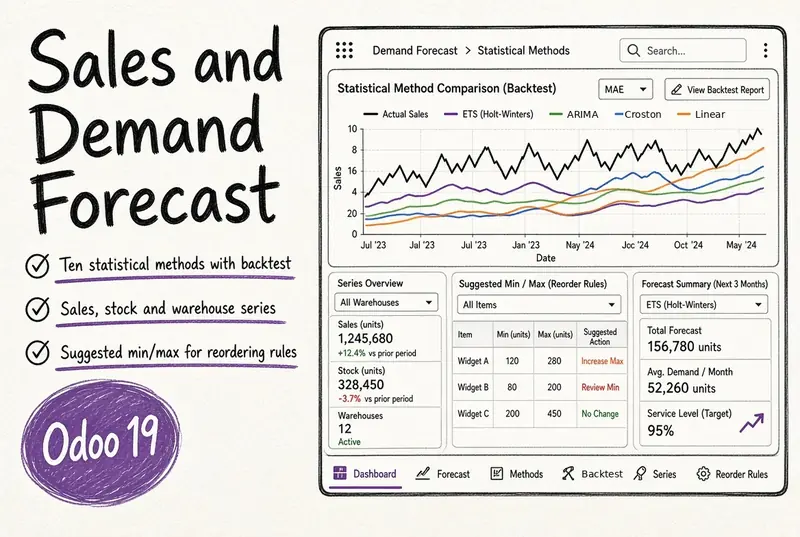 Sales and
Demand
Forecast
Ten statistical methods with backtest
Sales, stock and warehouse series
Suggested min/max for reordering rules
Odoo 19
Demand Forecast > Statistical Methods
Search...
Statistical Method Comparison (Backtest)
MAE
View Backtest Report
Actual Sales
ETS (Holt-Winters)
ARIMA
Croston
Linear
Sales
10
8
16
4
20
0
Jul '23
Jul '23
Jul '23
Jan '23
Nay '24
Jcc '24
Oct '24
May '24
Date
Series Overview
All Warehouses
Sales (units)
1,245,680
+12.4% vs prior period
Stock (units)
328,450
-3.7% vs prior period
Warehouses
12
Active
Suggested Min / Max (Reorder Rules)
All Items
Item Min (units) Max (units) Suggested Action
Widget A 120 280 Increase Max
Widget B 80 200 Review Min
Widget C 200 450 No Change
Forecast Summary (Next 3 Months)
ETS (Holt-Winters)
Total Forecast
156,780 units
Avg. Demand / Month
52,260 units
Service Level (Target)
95%
Dashboard
Forecast
Methods
Backtest
Series
Reorder Rules